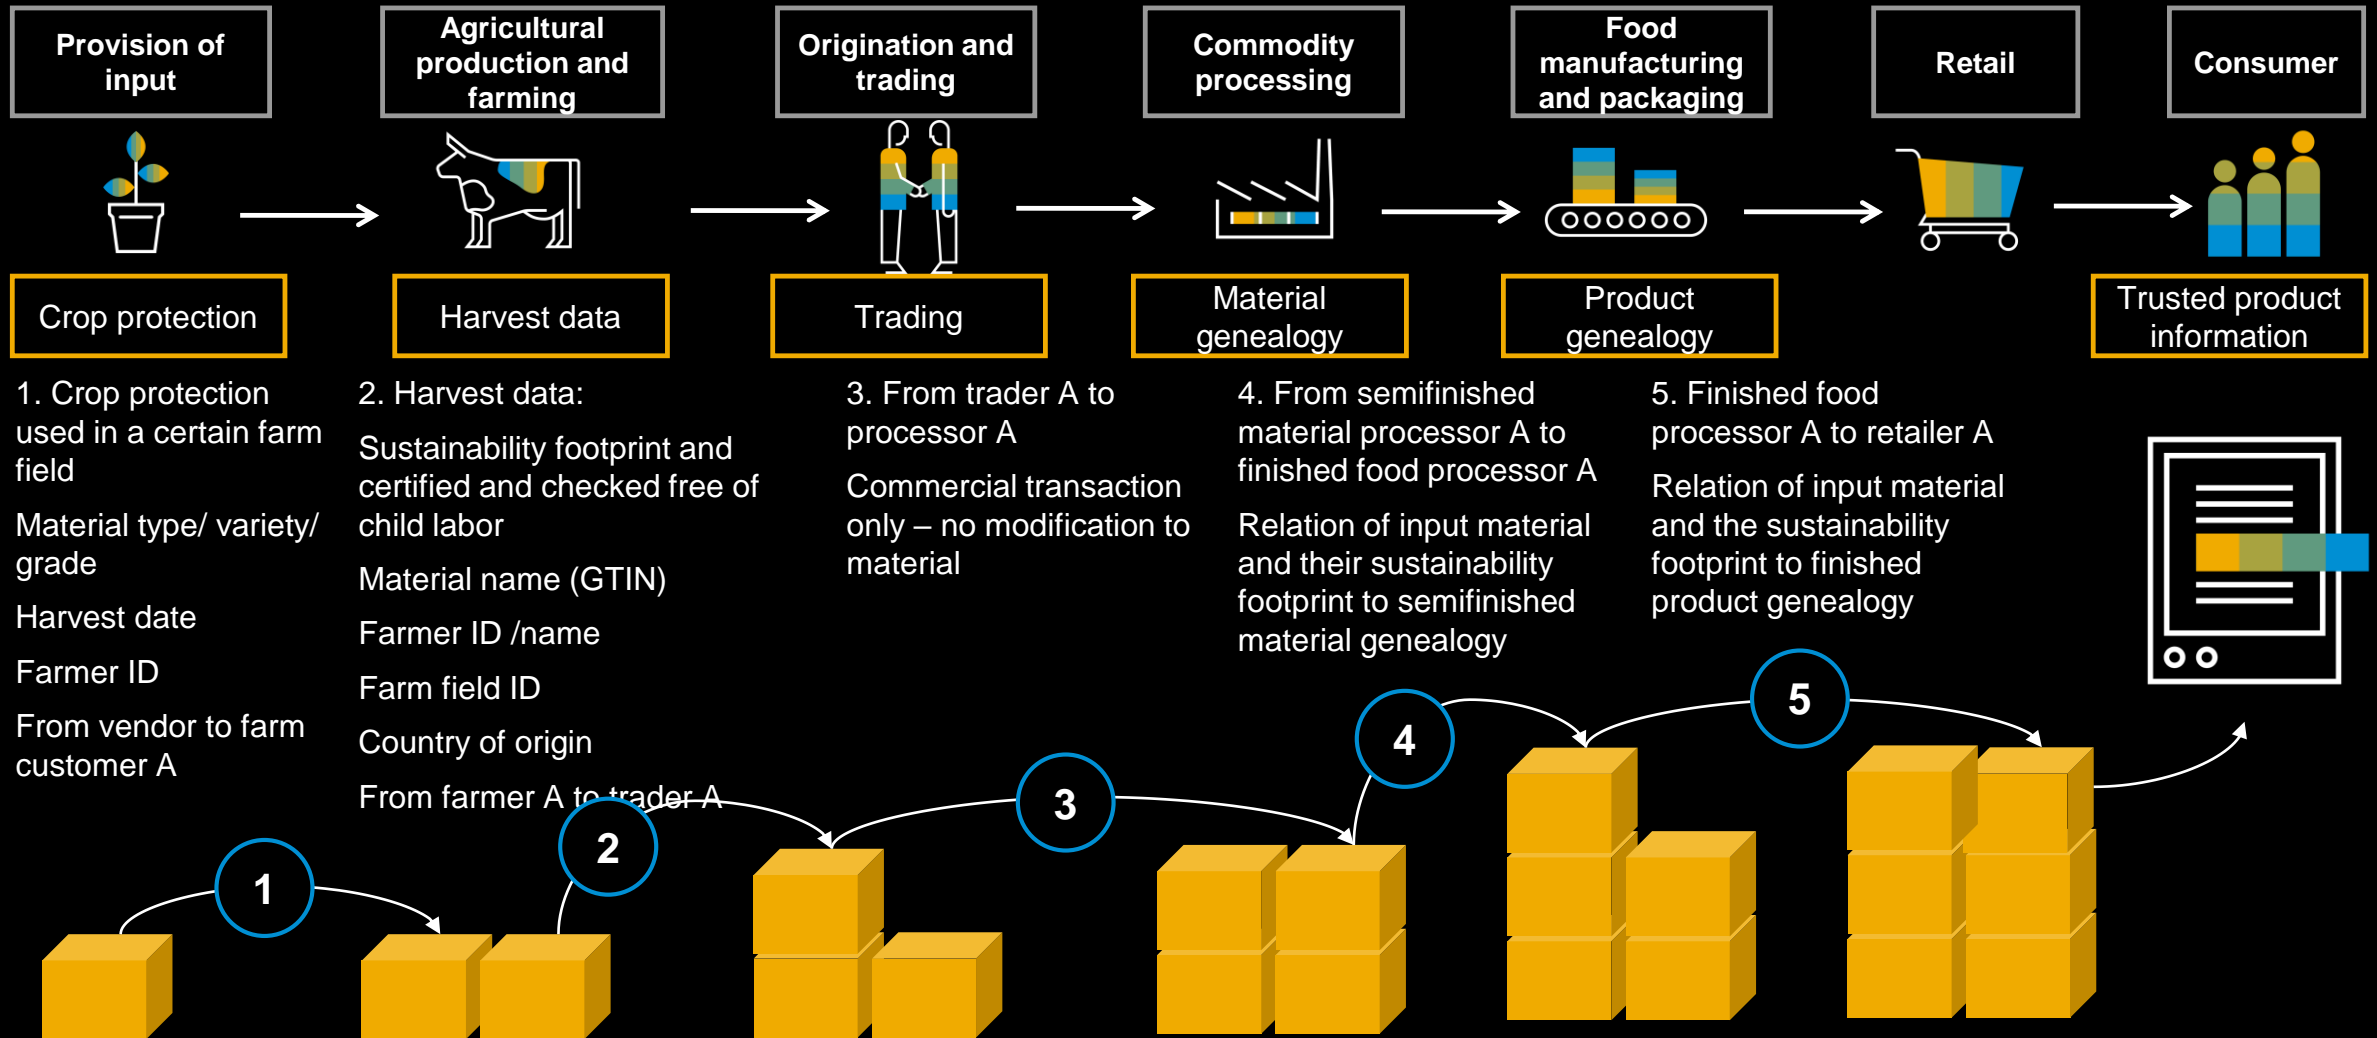 Provision of
input
Agricultural
production and
farming
Origination and
trading
Commodity
processing
Food
manufacturing
and packaging
Retail
Consumer
Crop protection
Harvest data
Trading
Material
genealogy
Product
genealogy
Trusted product
information
1. Crop protection
used in a certain farm
field
Material type/ variety/
grade
Harvest date
Farmer ID
From vendor to farm
customer A
2. Harvest data:
Sustainability footprint and
certified and checked free of
child labor
Material name (GTIN)
Farmer ID /name
Farm field ID
Country of origin
From farmer A to trader A
3. From trader A to
processor A
Commercial transaction
only – no modification to
material
4. From semifinished
material processor A to
finished food processor A
Relation of input material
and their sustainability
footprint to semifinished
material genealogy
5. Finished food
processor A to retailer A
Relation of input material
and the sustainability
footprint to finished
product genealogy
1
2
3
4
5